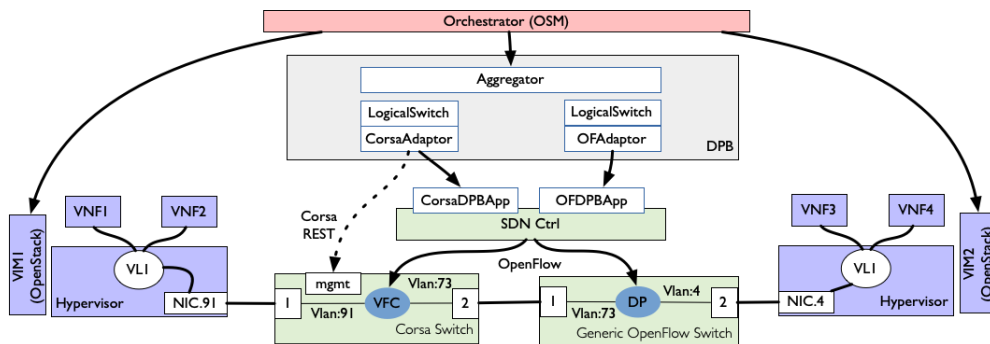 Orchestrator (OSM)
Aggregator
LogicalSwitch
LogicalSwitch
CorsaAdaptor
OFAdaptor
DPB
CorsaDPBApp
OFDPBApp
SDN Ctrl
Corsa
REST
OpenFlow
VNF1
VNF2
VIM1
(OpenStack)
VL1
Hypervisor
NIC.91
VNF3
VNF4
VIM2
(OpenStack)
VL1
NIC.4
Hypervisor
mgmt
Vlan:73
1
VFC
2
Vlan:91
Corsa Switch
Vlan:4
1
DP
2
Vlan:73
Generic OpenFlow Switch